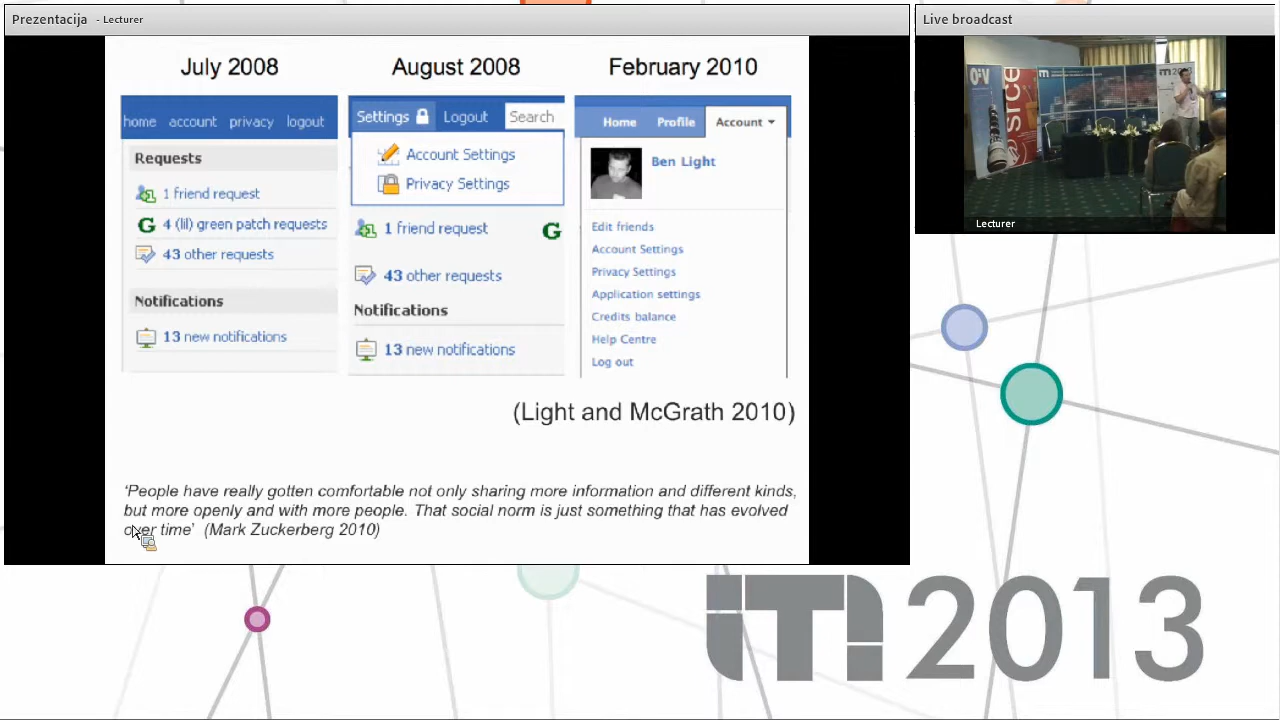 Prezentacija - Lecturer
July 2008
August 2008
February 2010
home account privacy logout
Requests
1 friend request
G 4 (lil) green patch requests
43 other requests
Notifications
13 new notifications
Settings Logout Search
Account Settings
Privacy Settings
1 friend request G
43 other requests
Notifications
13 new notifications
Home Profile Account
Ben Light
Edit friends
Account Settings
Privacy Settings
Application settings
Credits balance
Help Centre
Log out
(Light and McGrath 2010)
'People have really gotten comfortable not only sharing more information and different kinds,
but more openly and with more people. That social norm is just something that has evolved
over time' (Mark Zuckerberg 2010)
Live broadcast
srce
iTi 2013
Lecturer
iTi 2013